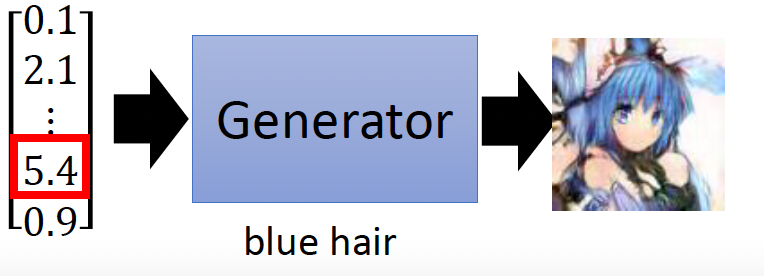 0.1
2.1
⋮
5.4
0.9
Generator
blue hair